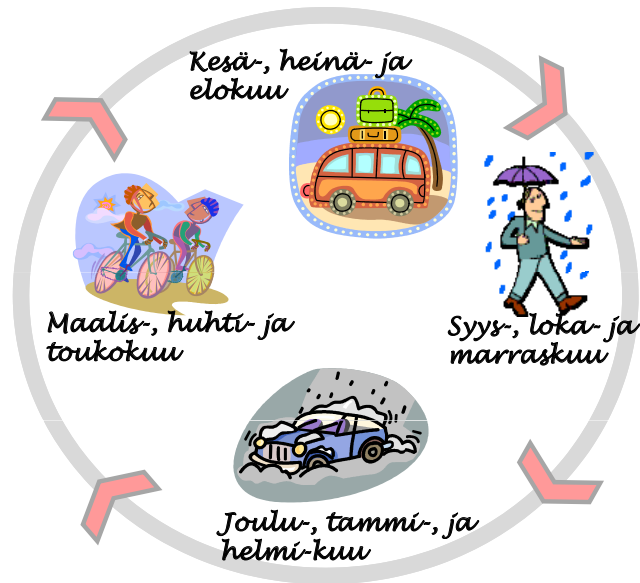 Kesä-, heinä- ja
elokuu
Maalis-, huhti- ja
toukokuu
Syys-, loka- ja
marraskuu
Joulu-, tammi-, ja
helmi-kuu